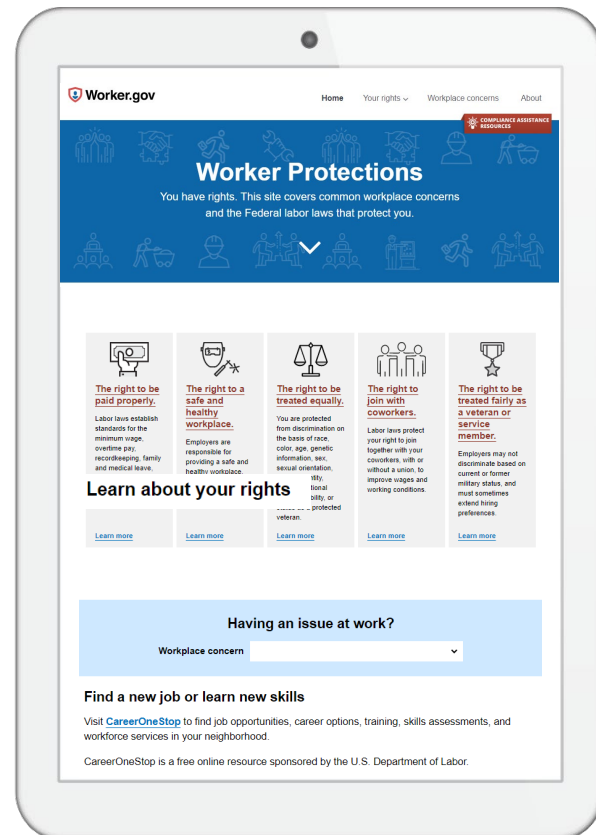 Worker.gov
Home Your rights Workplace concerns About
COMPLIANCE ASSISTANCE
RESOURCES
Worker Protections
You have rights. This site covers common workplace concerns
and the Federal labor laws that protect you.
The right to be
paid properly.
Labor laws establish
standards for the
minimum wage,
overtime pay,
recordkeeping, family
and medical leave,
Learn more
The right to a
safe and
healthy
workplace.
Employers are
responsible for
providing a safe and
healthy workplace.
Learn more
The right to be
treated equally.
You are protected
from discrimination on
the basis of race,
color, age, genetic
information, sex,
sexual orientation,
protected
veteran.
Learn more
The right to
join with
coworkers.
Labor laws protect
your right to join
together with your
coworkers, with or
without a union, to
improve wages and
working conditions.
Learn more
The right to be
treated fairly as
a veteran or
service
member.
Employers may not
discriminate based on
current or former
military status, and
must sometimes
extend hiring
preferences.
Learn more
Learn about your rights
Having an issue at work?
Workplace concern
Find a new job or learn new skills
Visit CareerOneStop to find job opportunities, career options, training, skills assessments, and
workforce services in your neighborhood.
CareerOneStop is a free online resource sponsored by the U.S. Department of Labor.